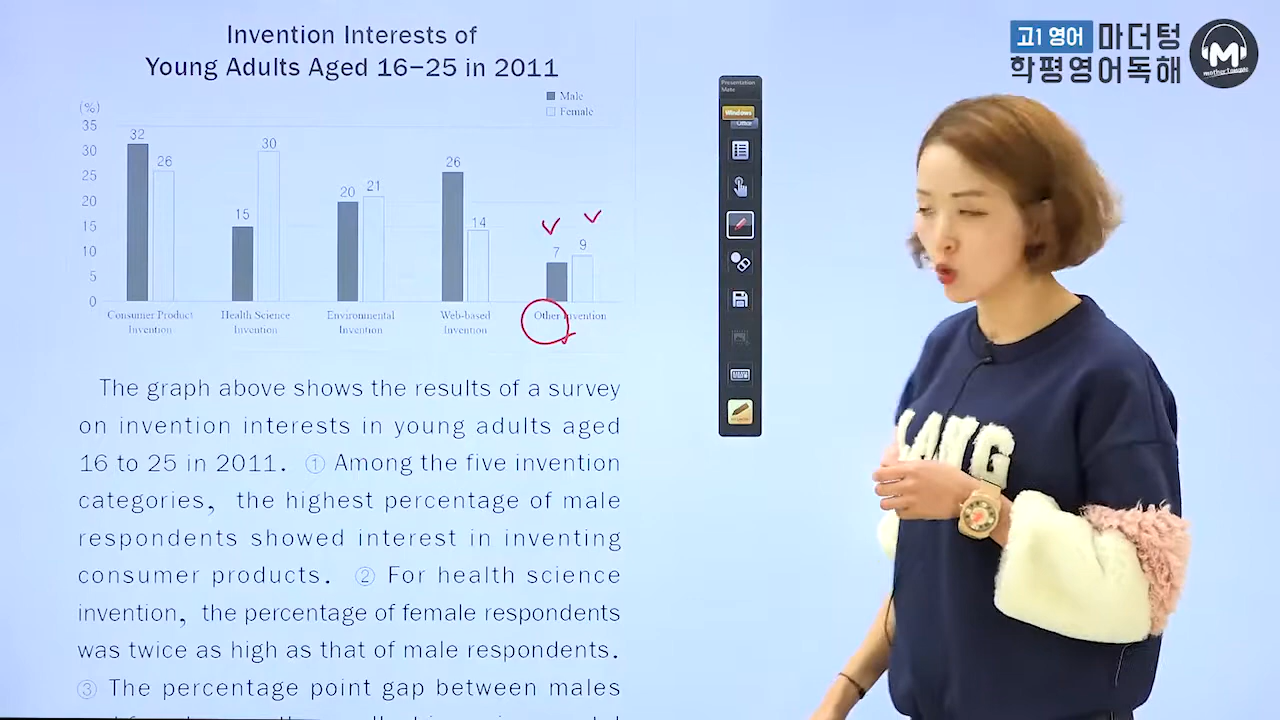 Invention Interests of
Young Adults Aged 16-25 in 2011
(%)
Male
Female
35
30
25
20
15
10
5
0
32
26
15
30
20
21
26
14
7
9
Consumer Product
Invention
Health Science
Invention
Environmental
Invention
Web-based
Invention
Other Invention
The graph above shows the results of a survey
on invention interests in young adults aged
16 to 25 in 2011. ① Among the five invention
categories, the highest percentage of male
respondents showed interest in inventing
consumer products. ② For health science
invention, the percentage of female respondents
was twice as high as that of male respondents.
③ The percentage point gap between males
Presentation
Mate
Windows
Office
고1 영어 마더텅
학평영어독해
M
mother tongue
LANG